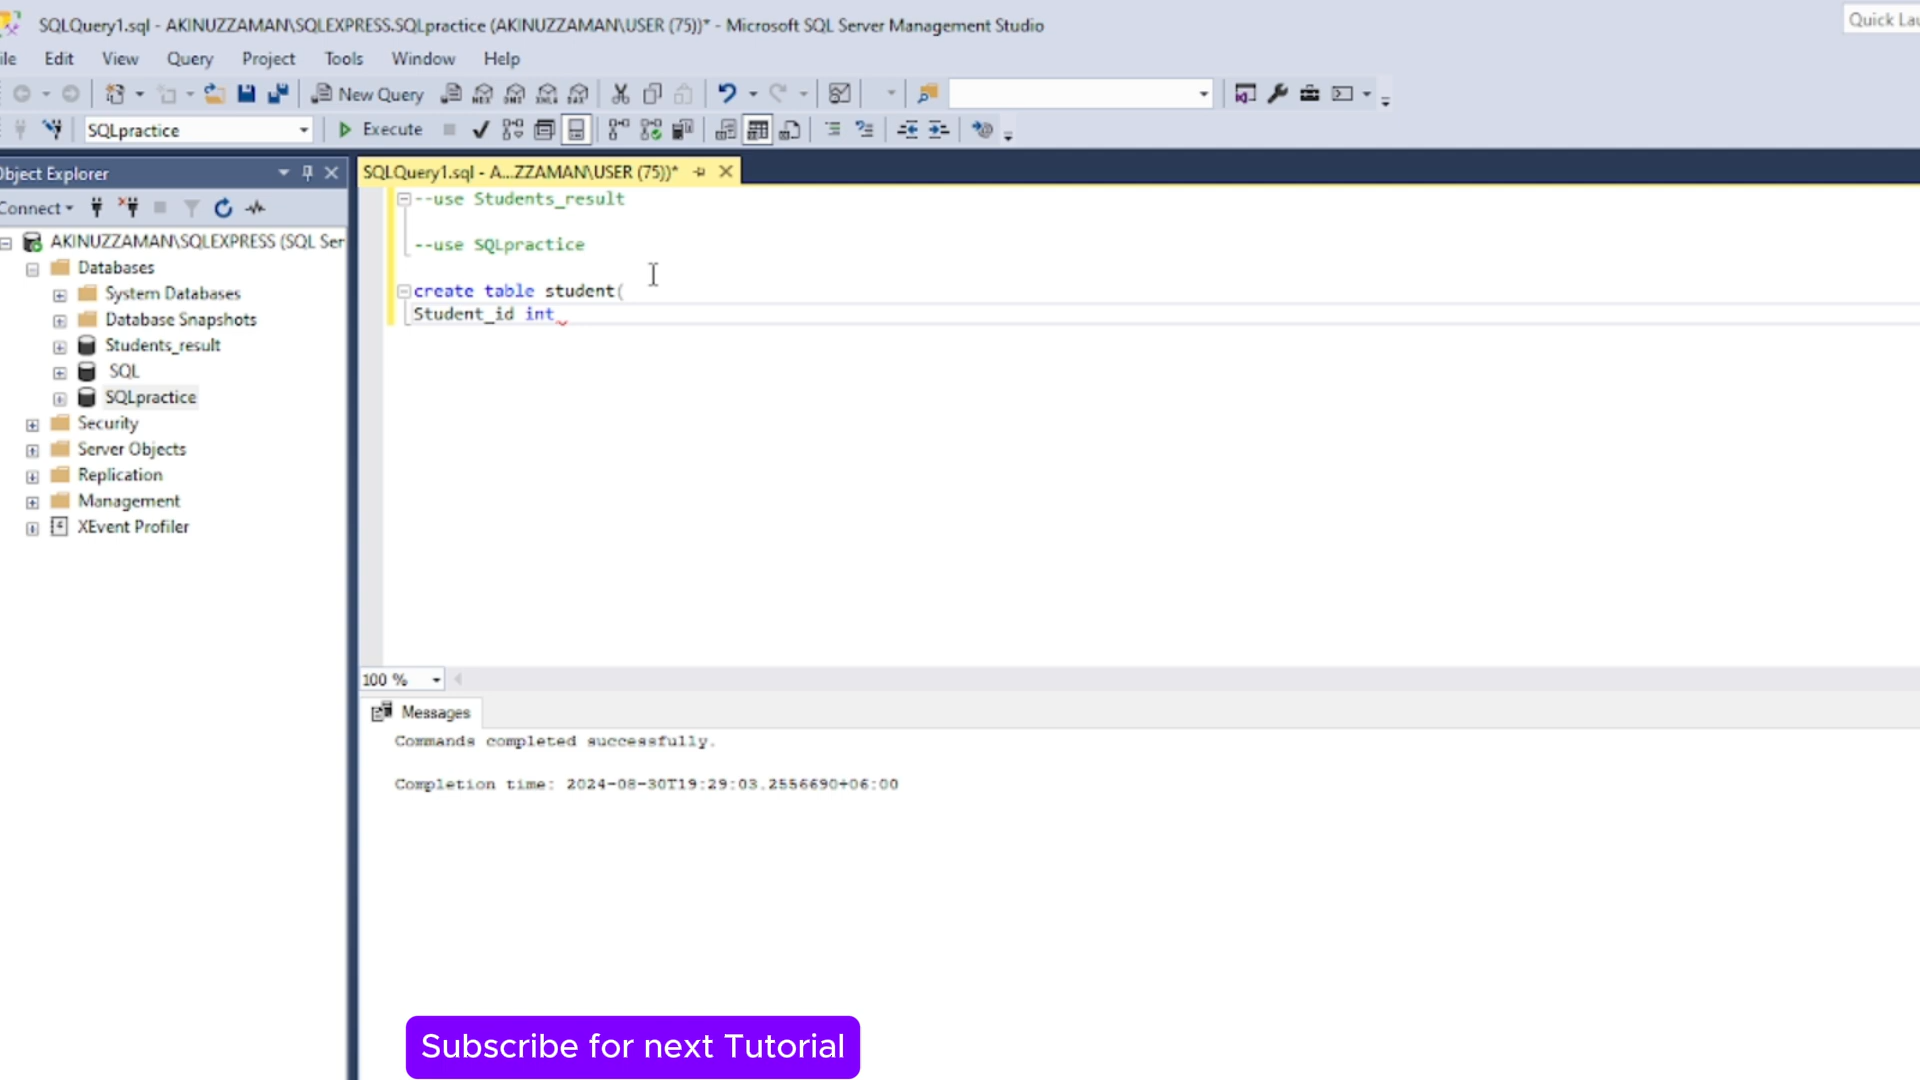 SQLQuery1.sql - AKINUZZAMAN\SQLEXPRESS.SQLpractice (AKINUZZAMAN\USER (75))* - Microsoft SQL Server Management Studio
Quick Lau
ile Edit View Query Project Tools Window Help
New Query
SQLpractice
Execute
Object Explorer
SQLQuery1.sql - A...ZZAMAN\USER (75))*
Connect
AKINUZZAMAN\SQLEXPRESS (SQL Ser
Databases
System Databases
Database Snapshots
Students_result
SQL
SQLpractice
Security
Server Objects
Replication
Management
XEvent Profiler
--use Students_result
--use SQLpractice
create table student(
Student_id int
100 %
Messages
Commands completed successfully.
Completion time: 2024-08-30T19:29:03.2556690+06:00
Subscribe for next Tutorial